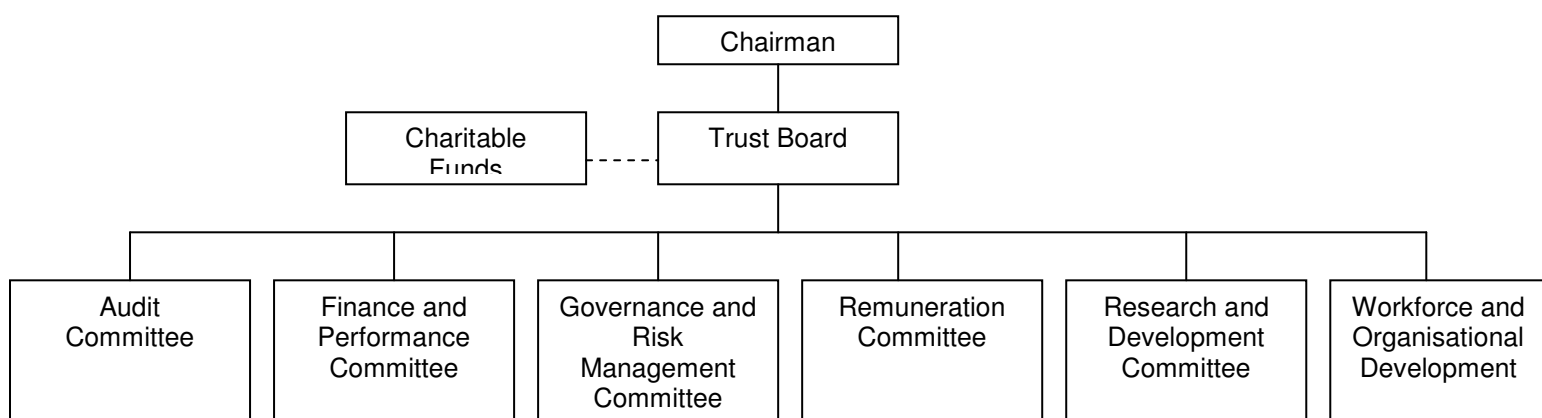 Chairman
Charitable
Funds
Trust Board
Audit
Committee
Finance and
Performance
Committee
Governance and
Risk
Management
Committee
Remuneration
Committee
Research and
Development
Committee
Workforce and
Organisational
Development